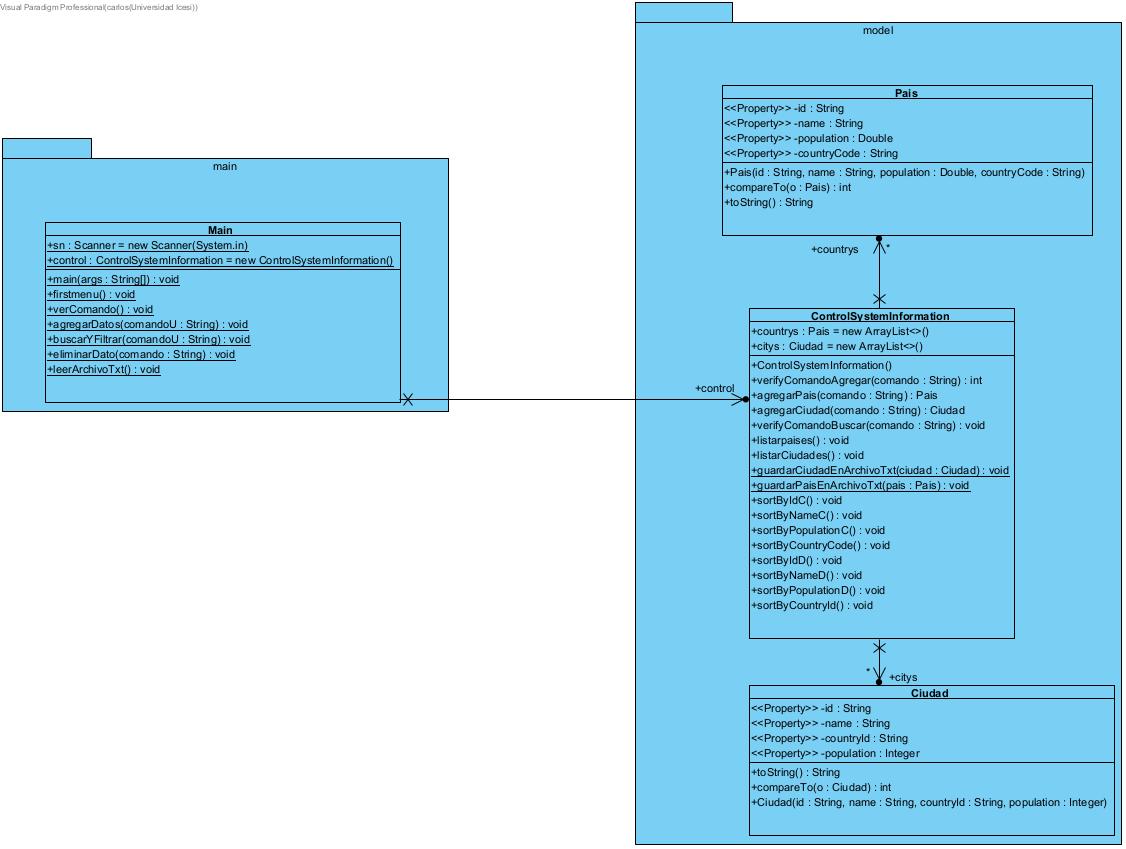 Visual Paradigm Professional(carlos(Universidad Icesi))
main
Main
+sn : Scanner = new Scanner(System.in)
+control : ControlSystemInformation = new ControlSystemInformation()
+main(args : String[]) : void
+firstmenu() : void
+verComando() : void
+agregarDatos(comandoU : String) : void
+buscarYFiltrar(comandoU : String) : void
+eliminarDato(comando : String) : void
+leerArchivoTxt() : void
+control
model
Pais
<<Property>> -id : String
<<Property>> -name : String
<<Property>> -population : Double
<<Property>> -countryCode : String
+Pais(id : String, name : String, population : Double, countryCode : String)
+compareTo(o : Pais) : int
+toString() : String
+countrys
*
ControlSystemInformation
+countrys : Pais = new ArrayList<>()
+citys : Ciudad = new ArrayList<>()
+ControlSystemInformation()
+verifyComandoAgregar(comando : String) : int
+agregarPais(comando : String) : Pais
+agregarCiudad(comando : String) : Ciudad
+verifyComandoBuscar(comando : String) : void
+listarpaises() : void
+listarCiudades() : void
+guardarCiudadEnArchivoTxt(ciudad : Ciudad) : void
+guardarPaisEnArchivoTxt(pais : Pais) : void
+sortByIdC() : void
+sortByNameC() : void
+sortByPopulationC() : void
+sortByCountryCode() : void
+sortByIdD() : void
+sortByNameD() : void
+sortByPopulationD() : void
+sortByCountryId() : void
*
+citys
Ciudad
<<Property>> -id : String
<<Property>> -name : String
<<Property>> -countryId : String
<<Property>> -population : Integer
+toString() : String
+compareTo(o : Ciudad) : int
+Ciudad(id : String, name : String, countryId : String, population : Integer)